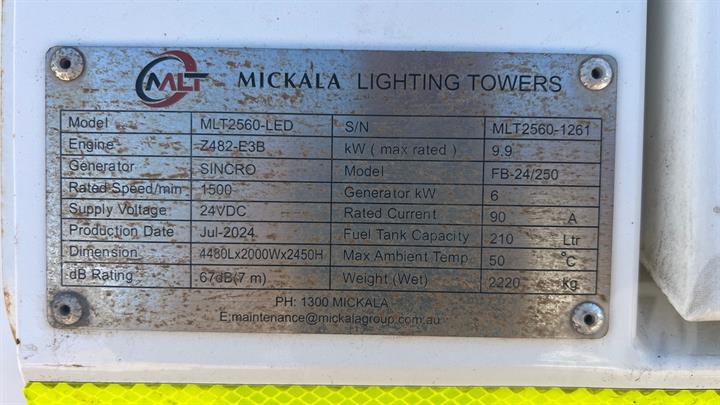 MLT MICKALA LIGHTING TOWERS
Model MLT2560-LED S/N MLT2560-1261
Engine Z482-E3B kW ( max rated ) 9.9
Generator SINCRO Model FB-24/250
Rated Speed/min 1500 Generator kW 6
Supply Voltage 24VDC Rated Current 90 A
Production Date Jul-2024 Fuel Tank Capacity 210 Ltr
Dimension 4480Lx2000Wx2450H Max Ambient Temp 50 °C
dB Rating 67dB(7 m) Weight (Wet) 2220 kg
PH: 1300 MICKALA
E:maintenance@mickalagroup.com.au